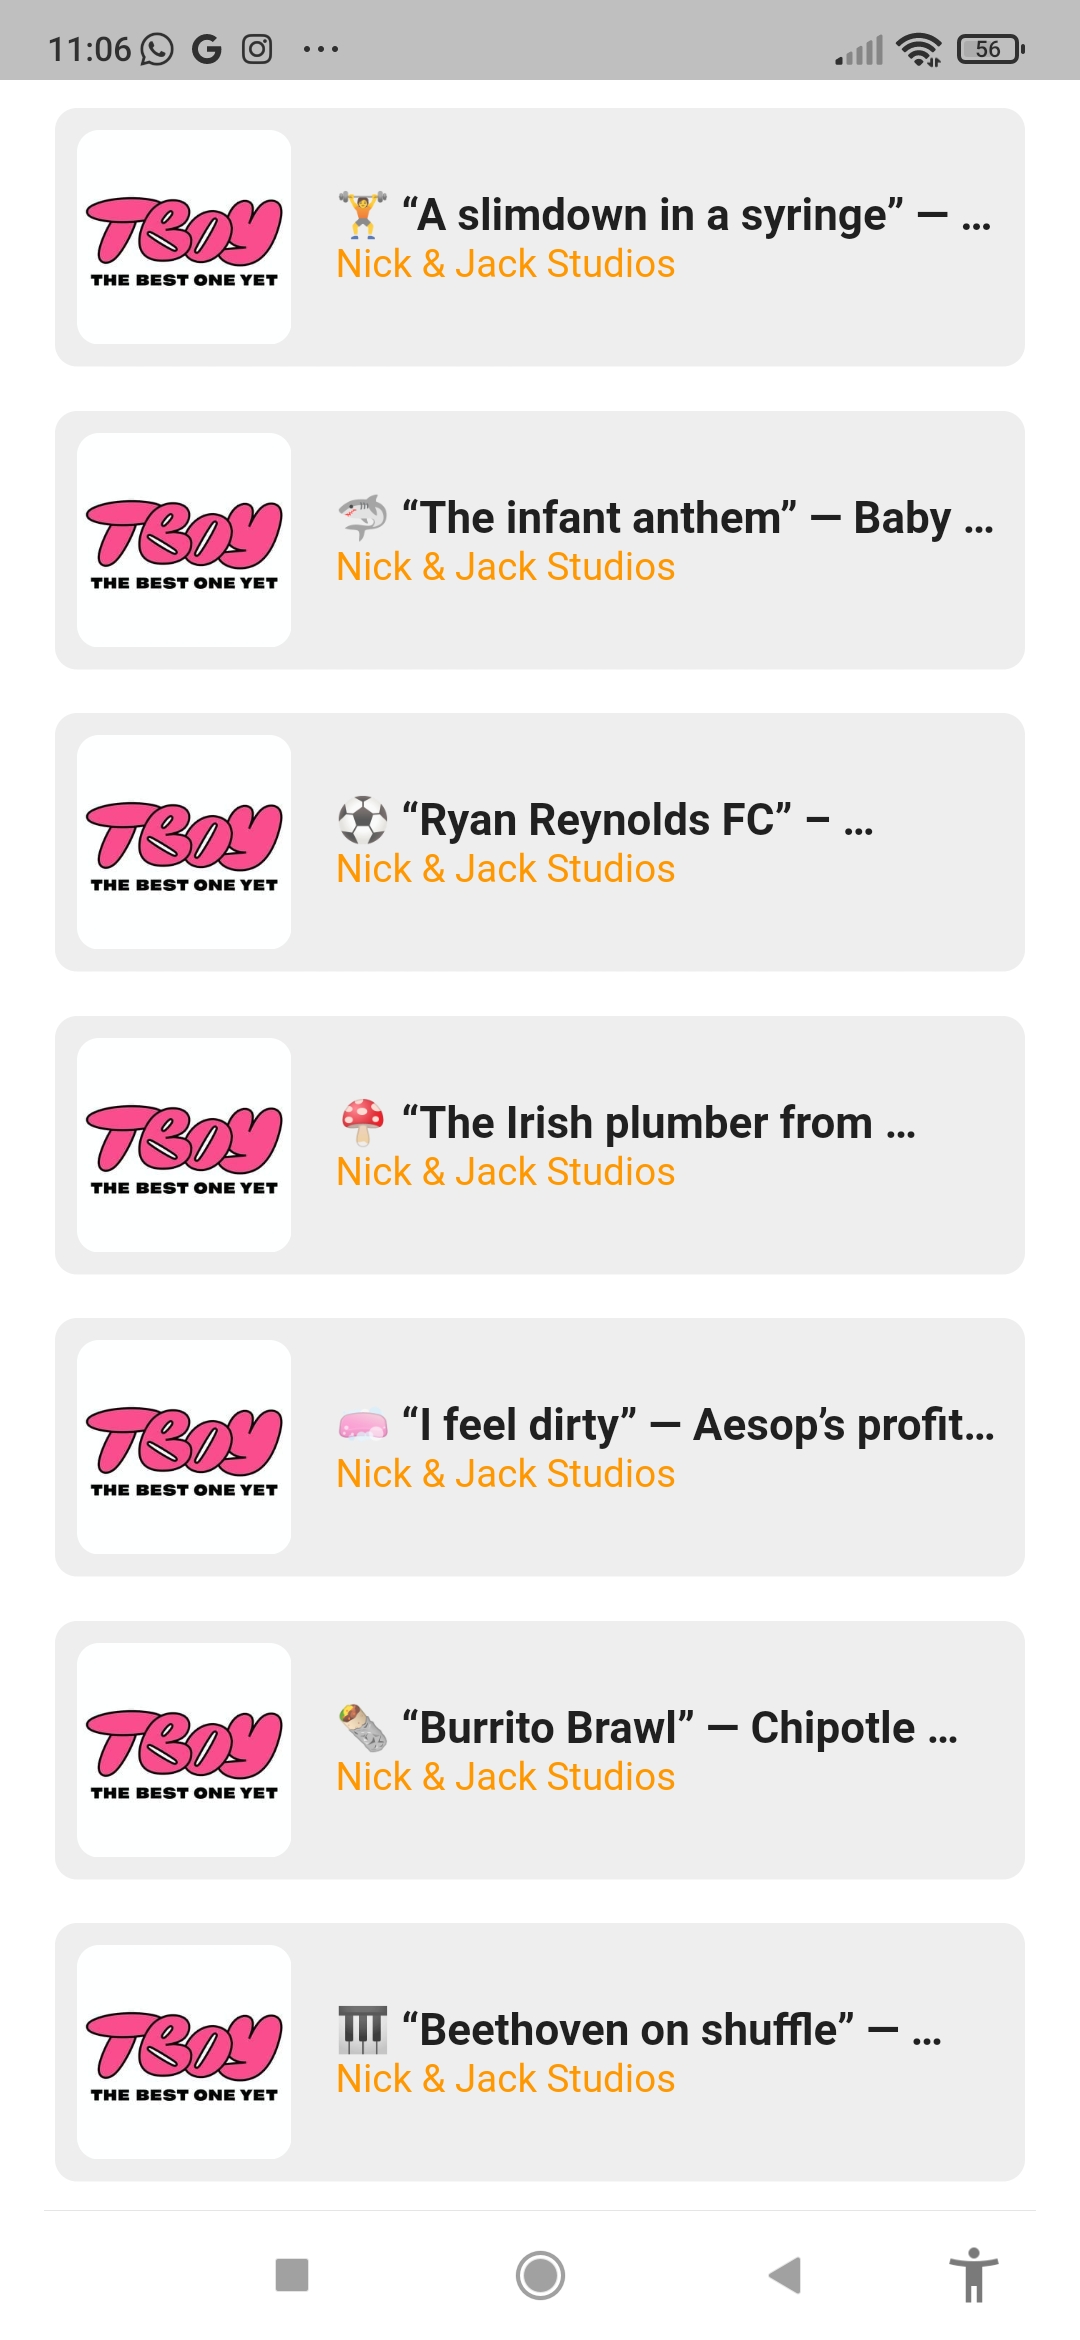 11:06 56
TBOY
THE BEST ONE YET
🏋 “A slimdown in a syringe” — …
Nick & Jack Studios
TBOY
THE BEST ONE YET
🦈 “The infant anthem” — Baby …
Nick & Jack Studios
TBOY
THE BEST ONE YET
⚽ “Ryan Reynolds FC” – …
Nick & Jack Studios
TBOY
THE BEST ONE YET
🍄 “The Irish plumber from …
Nick & Jack Studios
TBOY
THE BEST ONE YET
🧼 “I feel dirty” — Aesop’s profit…
Nick & Jack Studios
TBOY
THE BEST ONE YET
🌯 “Burrito Brawl” — Chipotle …
Nick & Jack Studios
TBOY
THE BEST ONE YET
🎹 “Beethoven on shuffle” — …
Nick & Jack Studios